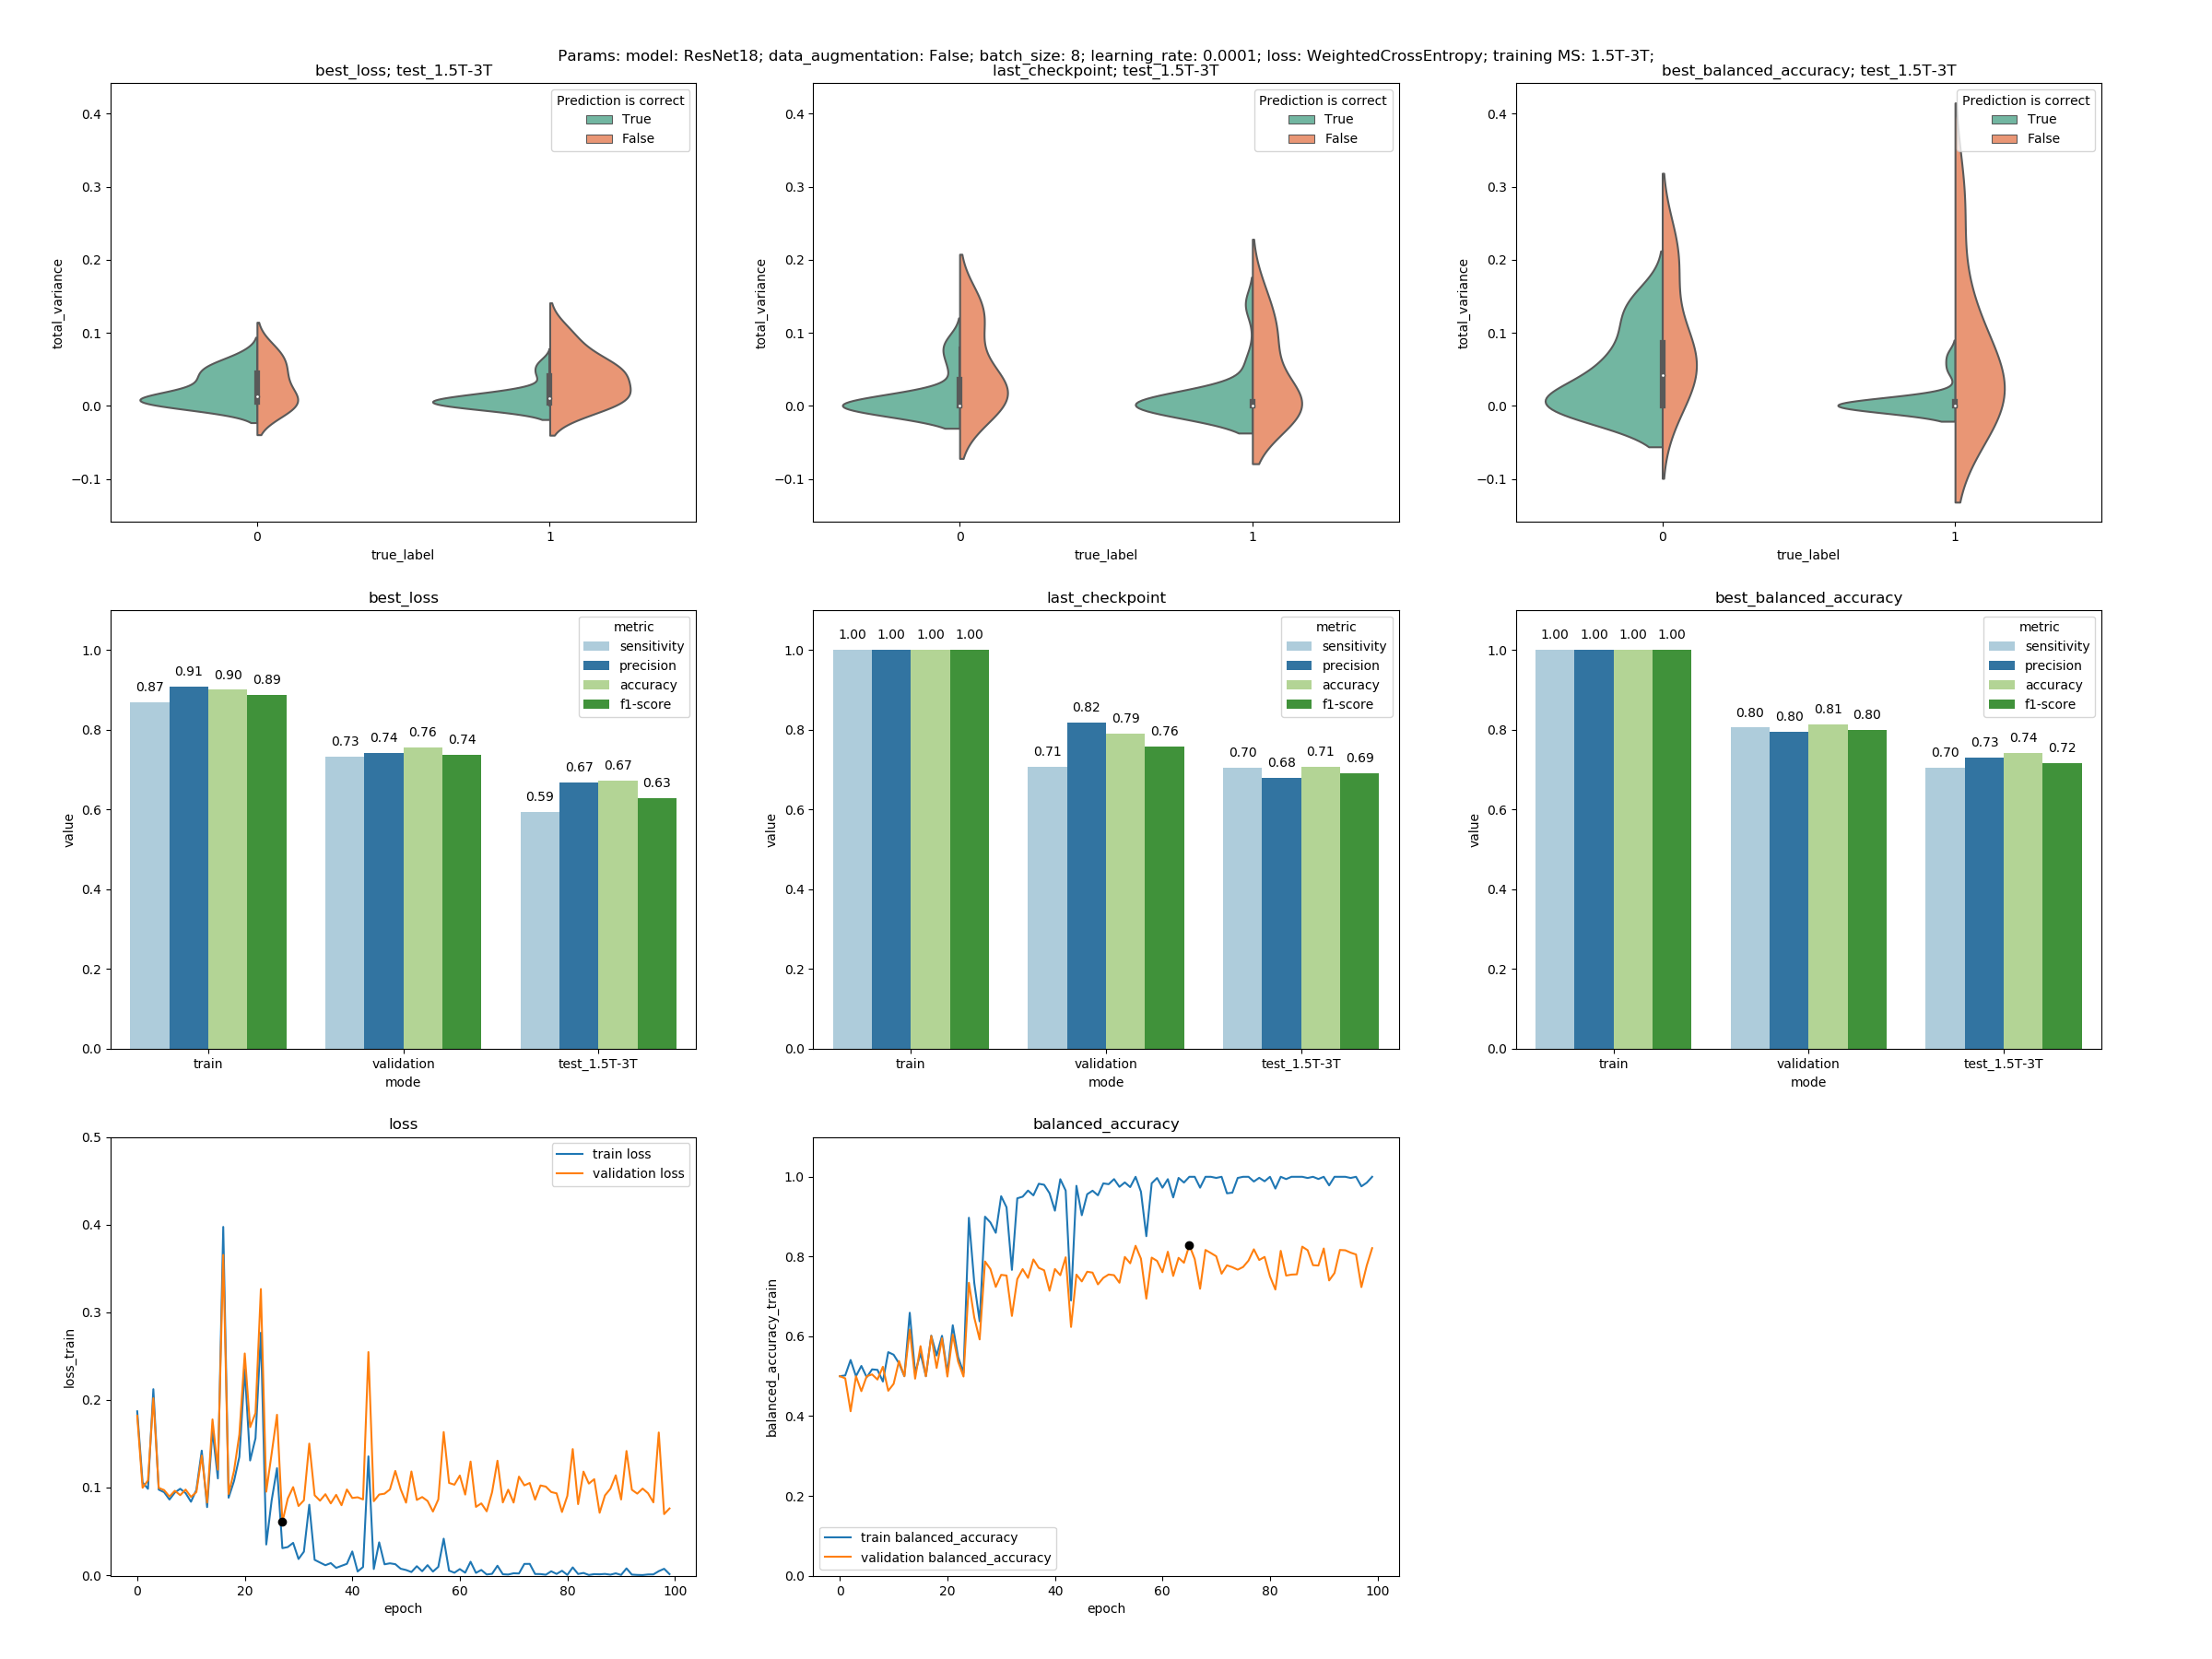 Params: model: ResNet18; data_augmentation: False; batch_size: 8; learning_rate: 0.0001; loss: WeightedCrossEntropy; training MS: 1.5T-3T;
best_loss; test_1.5T-3T
Prediction is correct
True
False
0.4
0.3
0.2
0.1
0.0
−0.1
total_variance
0 1
true_label
last_checkpoint; test_1.5T-3T
Prediction is correct
True
False
0.4
0.3
0.2
0.1
0.0
−0.1
total_variance
0 1
true_label
best_balanced_accuracy; test_1.5T-3T
Prediction is correct
True
False
0.4
0.3
0.2
0.1
0.0
−0.1
total_variance
0 1
true_label
best_loss
metric
sensitivity
precision
accuracy
f1-score
0.87 0.91 0.90 0.89
0.73 0.74 0.76 0.74
0.59 0.67 0.67 0.63
1.0
0.8
0.6
0.4
0.2
0.0
value
train validation test_1.5T-3T
mode
last_checkpoint
metric
sensitivity
precision
accuracy
f1-score
1.00 1.00 1.00 1.00
0.71 0.82 0.79 0.76
0.70 0.68 0.71 0.69
1.0
0.8
0.6
0.4
0.2
0.0
value
train validation test_1.5T-3T
mode
best_balanced_accuracy
metric
sensitivity
precision
accuracy
f1-score
1.00 1.00 1.00 1.00
0.80 0.80 0.81 0.80
0.70 0.73 0.74 0.72
1.0
0.8
0.6
0.4
0.2
0.0
value
train validation test_1.5T-3T
mode
loss
train loss
validation loss
0.5
0.4
0.3
0.2
0.1
0.0
loss_train
0 20 40 60 80 100
epoch
balanced_accuracy
1.0
0.8
0.6
0.4
0.2
0.0
balanced_accuracy_train
train balanced_accuracy
validation balanced_accuracy
0 20 40 60 80 100
epoch